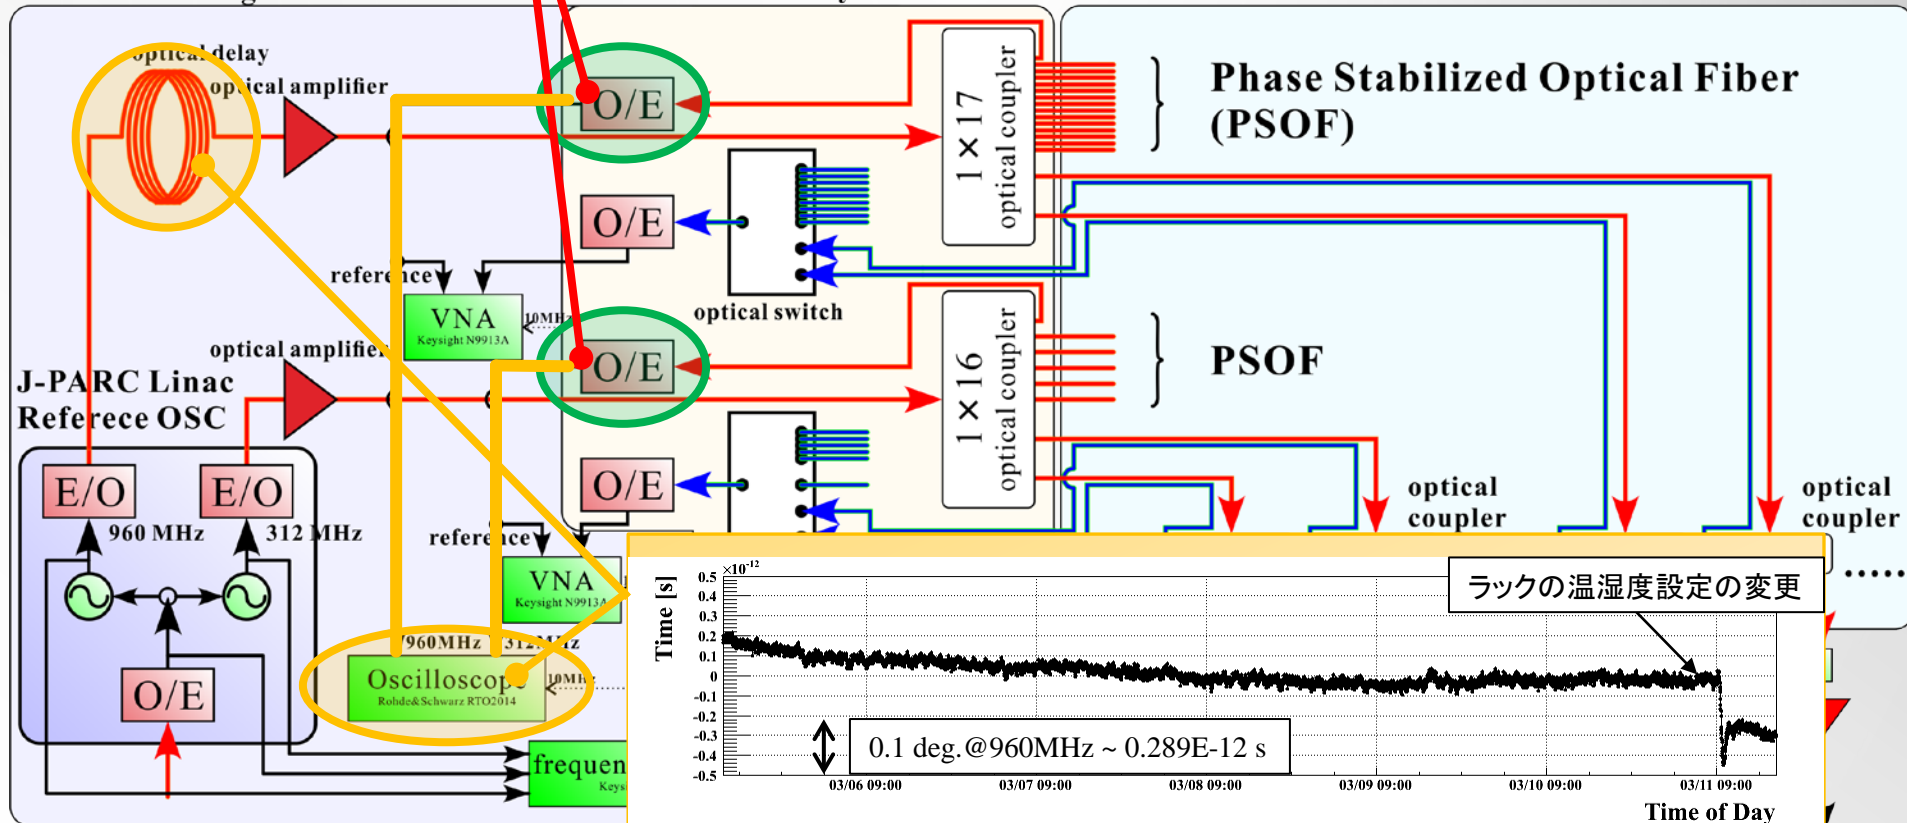 optical delay
optical amplifier
O/E
1×17
optical coupler
Phase Stabilized Optical Fiber
(PSOF)
O/E
reference
VNA
Keysight N9913A
10MHz
optical switch
optical amplifier
O/E
1×16
optical coupler
PSOF
J-PARC Linac
Referece OSC
E/O
E/O
960 MHz
312 MHz
O/E
optical
coupler
optical
coupler
reference
VNA
Keysight N9913A
960MHz
312MHz
O/E
Oscilloscope
Rohde&Schwarz RTO2014
10MHz
frequen
Keys
Time [s]
×10-12
0.5
0.4
0.3
0.2
0.1
0
-0.1
-0.2
-0.3
-0.4
-0.5
ラックの温湿度設定の変更
0.1 deg.@960MHz ~ 0.289E-12 s
03/06 09:00
03/07 09:00
03/08 09:00
03/09 09:00
03/10 09:00
03/11 09:00
Time of Day